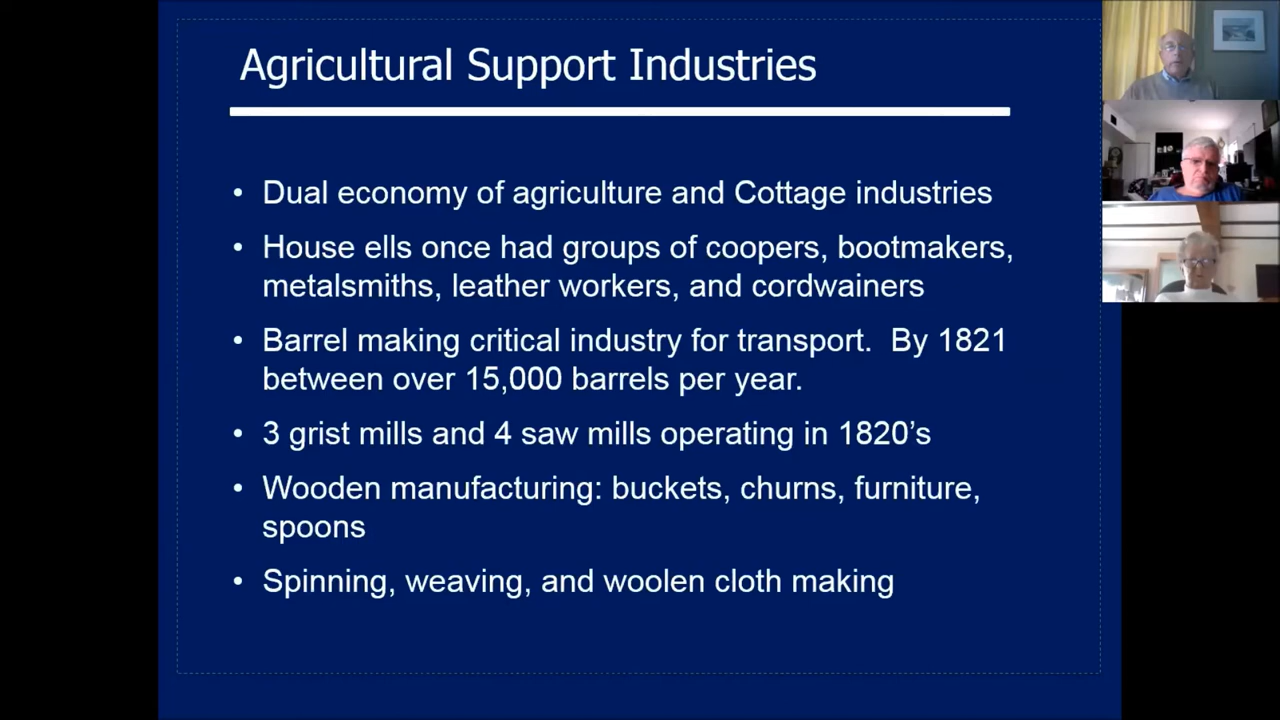 Agricultural Support Industries
• Dual economy of agriculture and Cottage industries
• House ells once had groups of coopers, bootmakers,
metalsmiths, leather workers, and cordwainers
• Barrel making critical industry for transport.  By 1821
between over 15,000 barrels per year.
• 3 grist mills and 4 saw mills operating in 1820’s
• Wooden manufacturing: buckets, churns, furniture,
spoons
• Spinning, weaving, and woolen cloth making